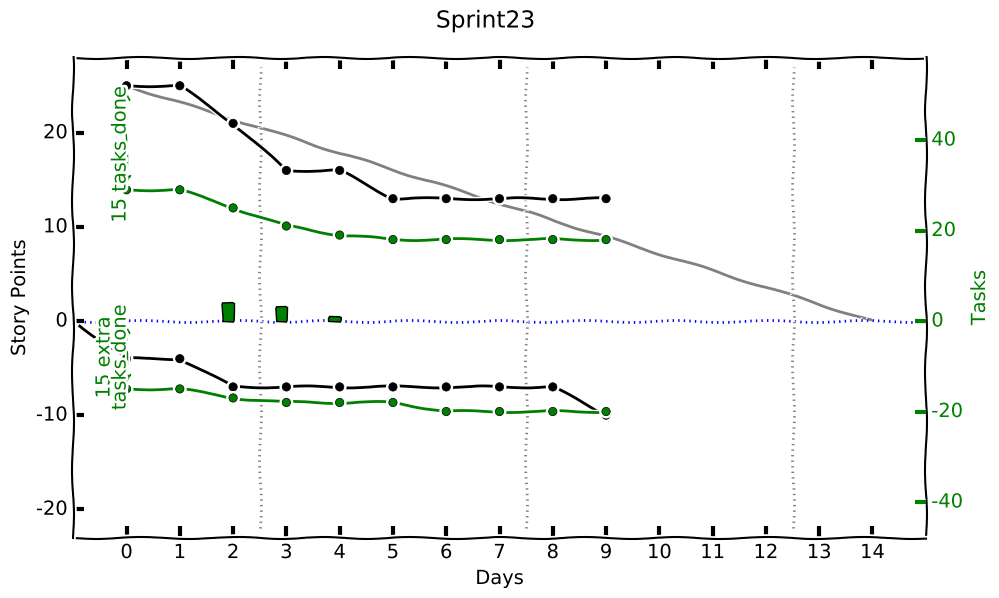 Sprint23
15 tasks_done
15 extra
tasks_done
Story Points
20
10
0
-10
-20
40
20
0
-20
-40
Tasks
0 1 2 3 4 5 6 7 8 9 10 11 12 13 14
Days